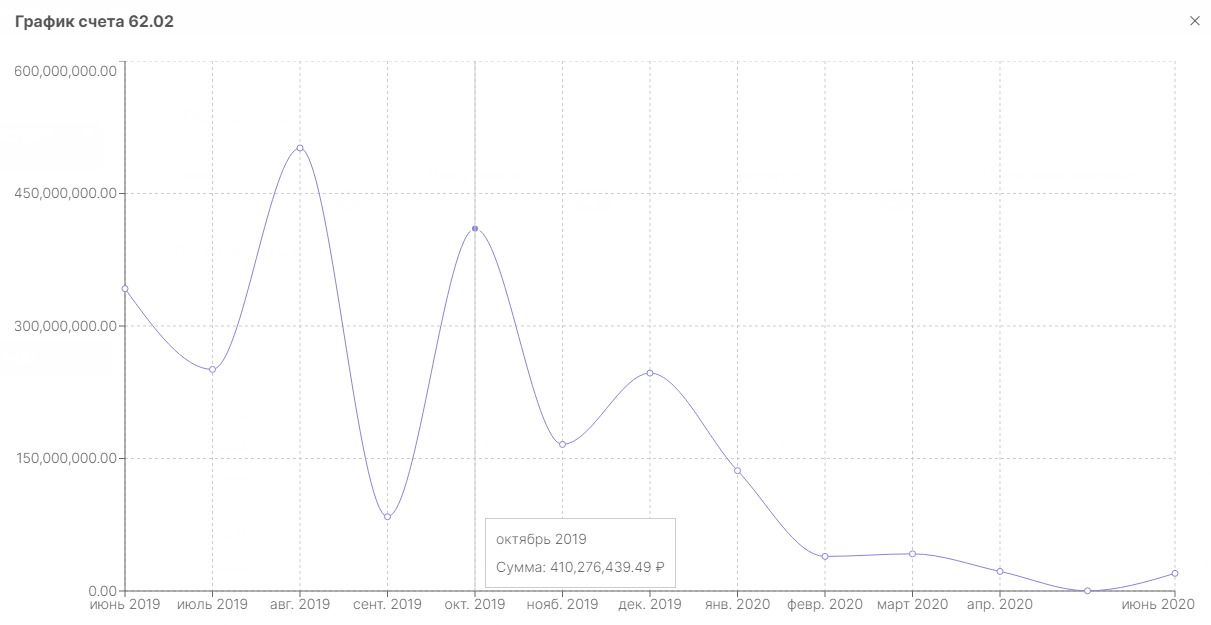 График счета 62.02
600,000,000.00
450,000,000.00
300,000,000.00
150,000,000.00
0.00
октябрь 2019
Сумма: 410,276,439.49 ₽
июнь 2019 июль 2019 авг. 2019 сент. 2019 окт. 2019 нояб. 2019 дек. 2019 янв. 2020 февр. 2020 март 2020 апр. 2020 июнь 2020